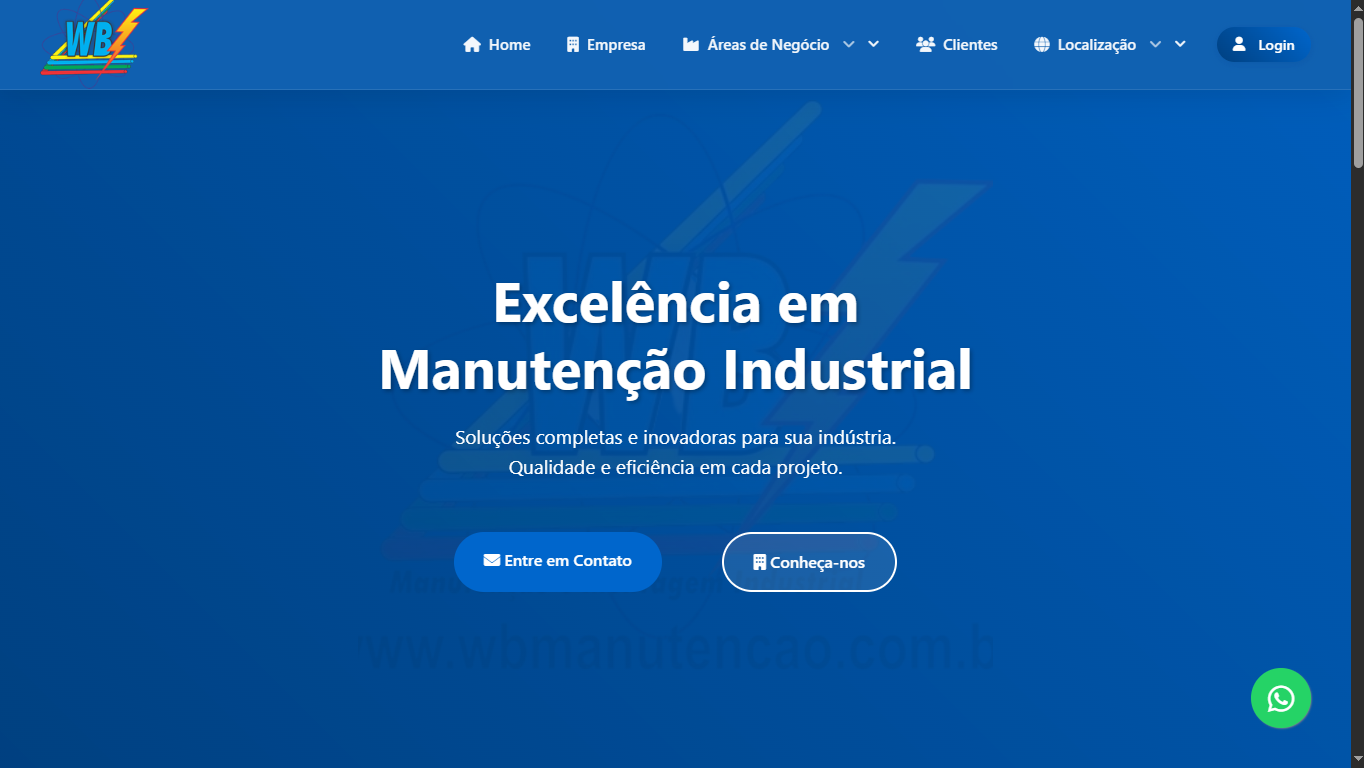 WB
Home
Empresa
Áreas de Negócio
Clientes
Localização
Login
WB
Excelência em
Manutenção Industrial
Soluções completas e inovadoras para sua indústria.
Qualidade e eficiência em cada projeto.
Entre em Contato
Conheça-nos
www.wbmanutencao.com.b